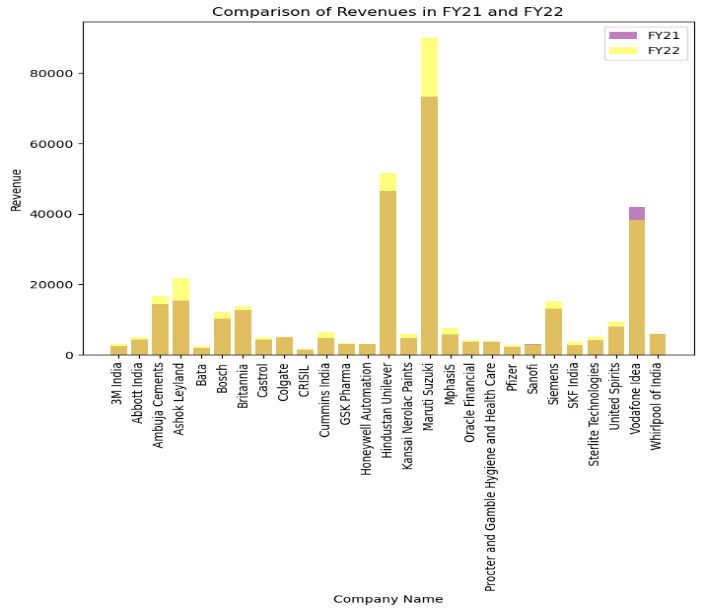 Comparison of Revenues in FY21 and FY22
FY21
FY22
80000
60000
40000
20000
0
Revenue
3M India
Abbott India
Ambuja Cements
Ashok Leyland
Bata
Bosch
Britannia
Castrol
Colgate
CRISIL
Cummins India
GSK Pharma
Honeywell Automation
Hindustan Unilever
Kansai Nerolac Paints
Maruti Suzuki
MphasiS
Oracle Financial
Procter and Gamble Hygiene and Health Care
Pfizer
Sanofi
Siemens
SKF India
Sterlite Technologies
United Spirits
Vodafone Idea
Whirlpool of India
Company Name